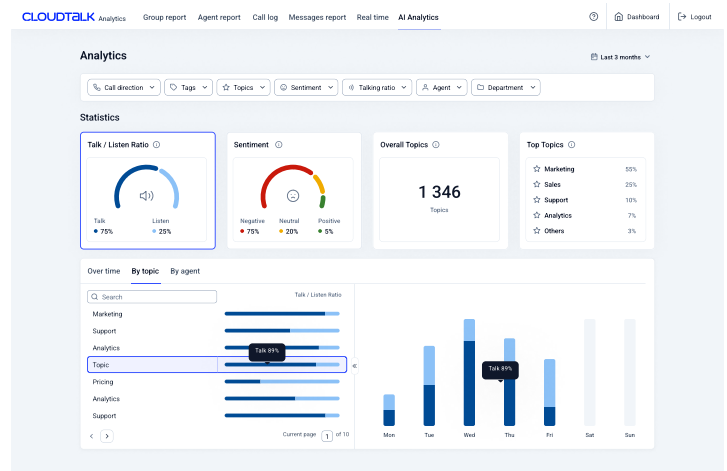 CLOUDTALK Analytics Group report Agent report Call log Messages report Real time AI Analytics Dashboard Logout
Analytics
Last 3 months
Call direction Tags Topics Sentiment Talking ratio Agent Department
Statistics
Talk / Listen Ratio
Talk Listen
75% 25%
Sentiment
Negative Neutral Positive
75% 20% 5%
Overall Topics
1 346
Topics
Top Topics
Marketing 55%
Sales 25%
Support 10%
Analytics 7%
Others 3%
Over time By topic By agent
Search Talk / Listen Ratio
Marketing
Support
Analytics
Talk 89%
Topic
Pricing
Analytics
Support
Current page 1 of 10
Talk 89%
Mon Tue Wed Thu Fri Sat Sun